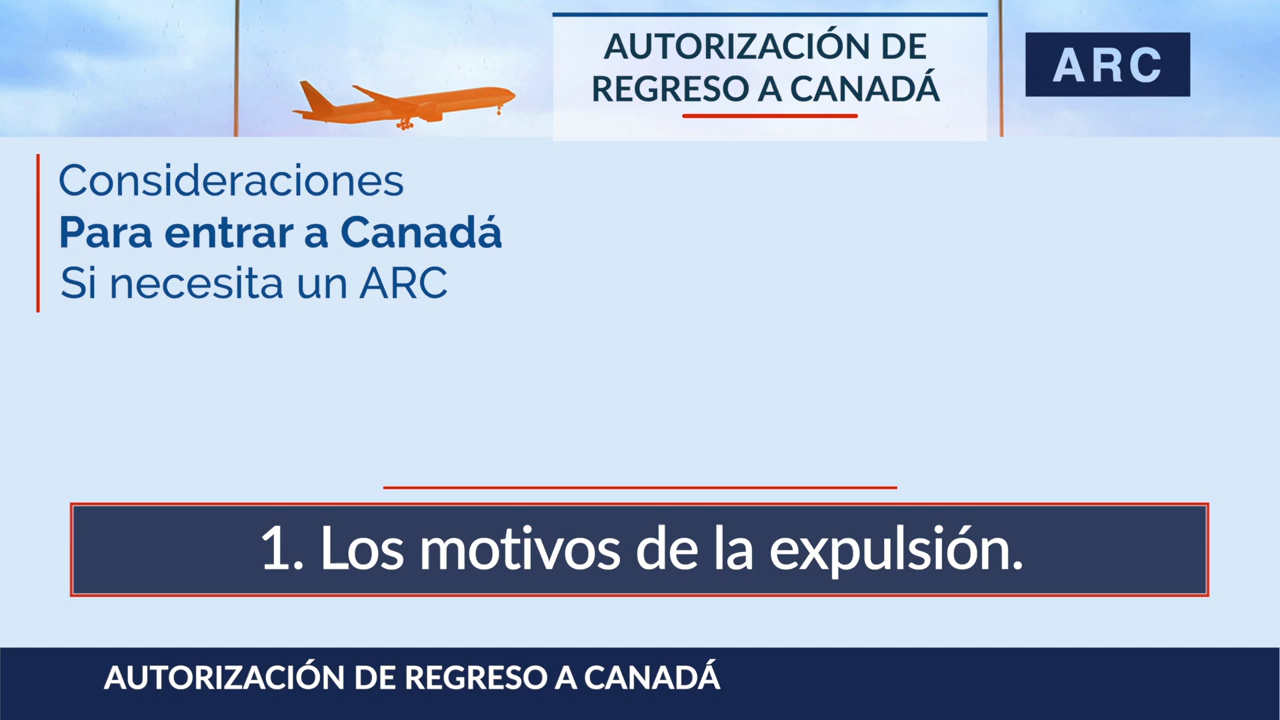 AUTORIZACIÓN DE
REGRESO A CANADÁ
ARC
Consideraciones
Para entrar a Canadá
Si necesita un ARC
1. Los motivos de la expulsión.
AUTORIZACIÓN DE REGRESO A CANADÁ